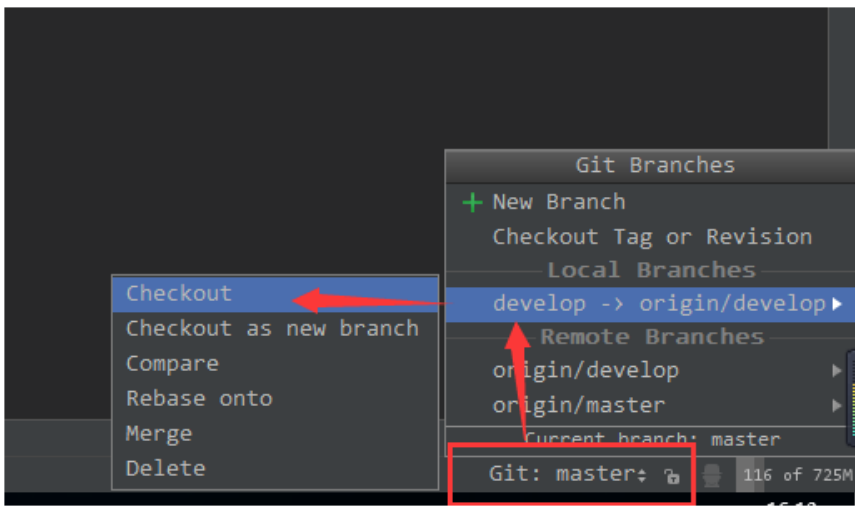 Git Branches
New Branch
Checkout Tag or Revision
Local Branches
develop -> origin/develop
Remote Branches
origin/develop
origin/master
Current branch: master
Checkout
Checkout as new branch
Compare
Rebase onto
Merge
Delete
Git: master
116 of 725M